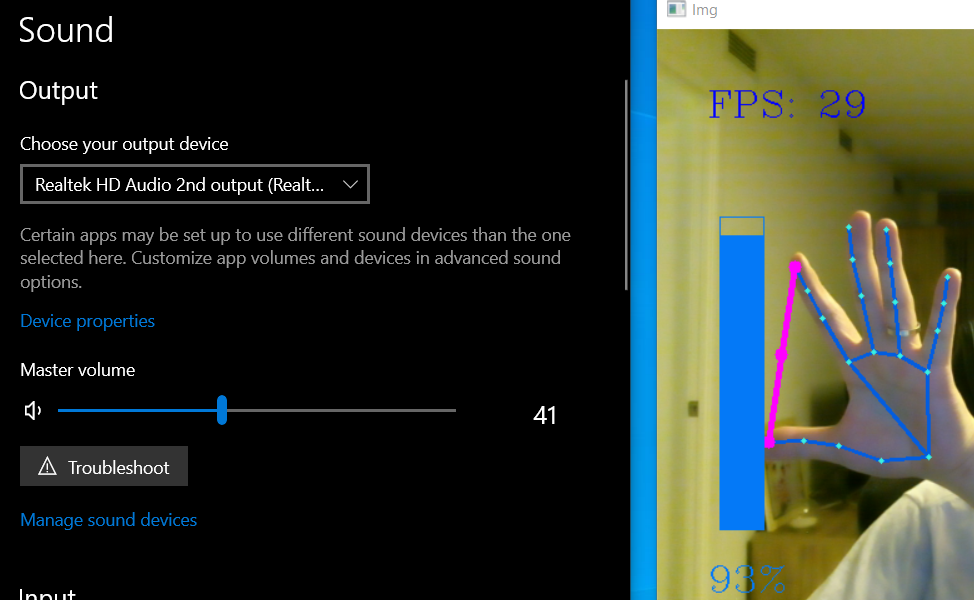 Sound
Output
Choose your output device
Realtek HD Audio 2nd output (Realt...
Certain apps may be set up to use different sound devices than the one
selected here. Customize app volumes and devices in advanced sound
options.
Device properties
Master volume
41
Troubleshoot
Manage sound devices
Input
Img
FPS: 29
93%